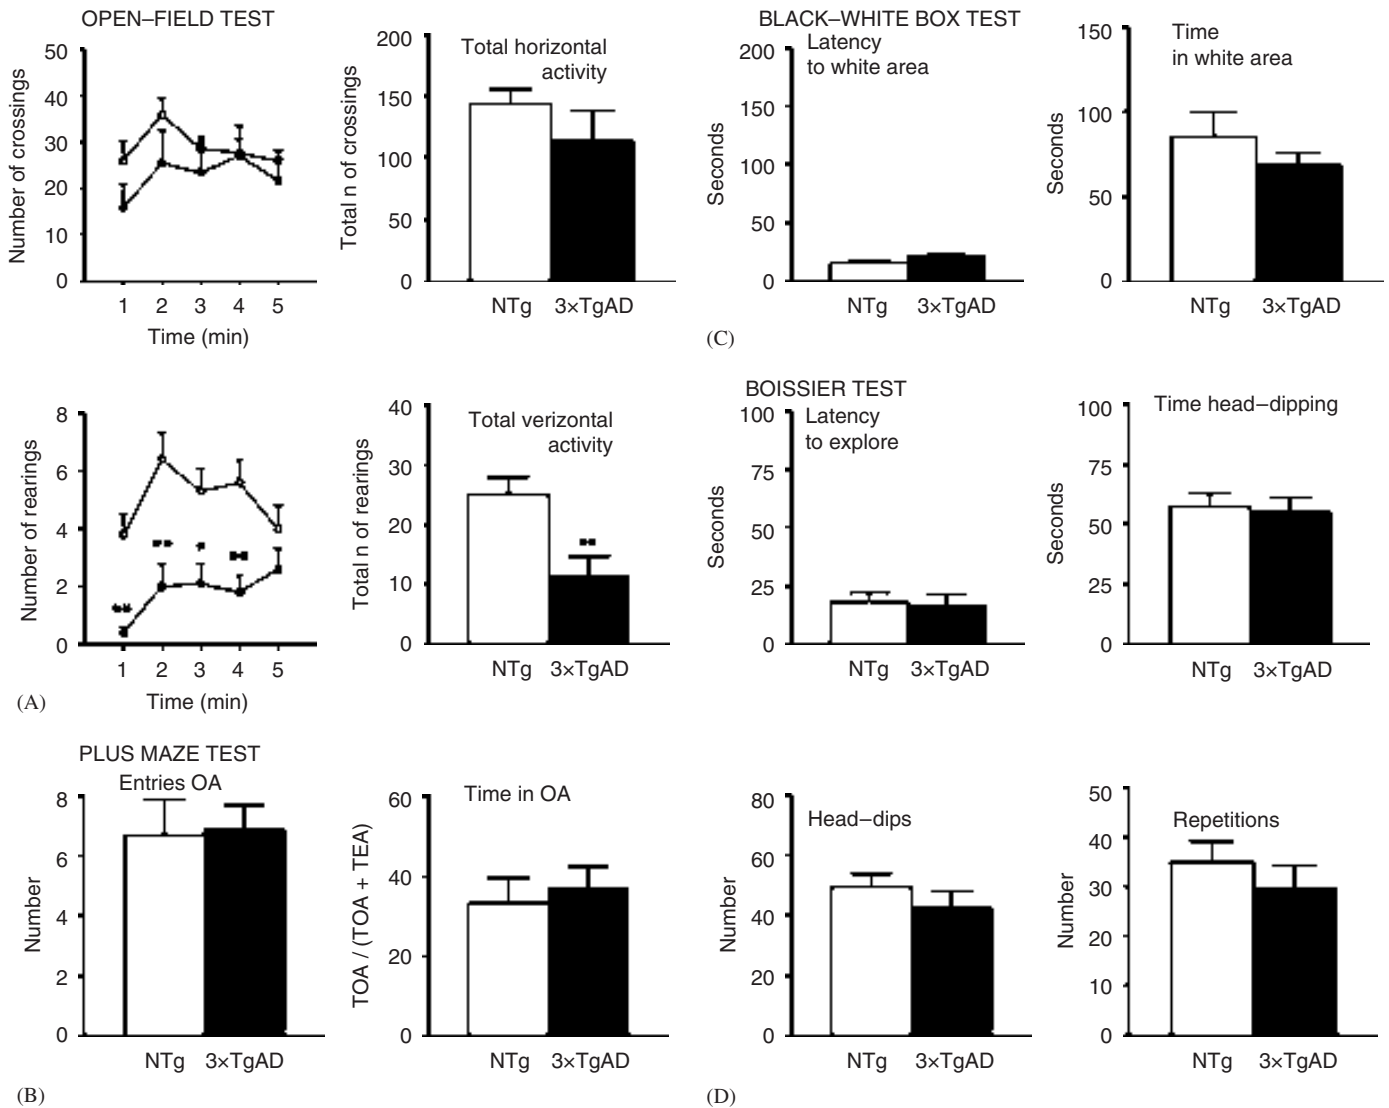 OPEN–FIELD TEST
Number of crossings
50
40
30
20
10
0
1 2 3 4 5
Time (min)
Total n of crossings
200
150
100
50
0
Total horizontal
activity
NTg 3×TgAD
Number of rearings
8
6
4
2
0
**
**
*
**
1 2 3 4 5
Time (min)
Total n of rearings
40
30
20
10
0
Total verizontal
activity
**
NTg 3×TgAD
(A)
PLUS MAZE TEST
Entries OA
Number
8
6
4
2
0
NTg 3×TgAD
Time in OA
TOA / (TOA + TEA)
60
40
20
0
NTg 3×TgAD
(B)
BLACK–WHITE BOX TEST
Latency
to white area
Seconds
200
150
100
50
0
NTg 3×TgAD
Time
in white area
Seconds
150
100
50
0
NTg 3×TgAD
(C)
BOISSIER TEST
Latency
to explore
Seconds
100
75
50
25
0
NTg 3×TgAD
Time head–dipping
Seconds
100
75
50
25
0
NTg 3×TgAD
Head–dips
Number
80
60
40
20
0
NTg 3×TgAD
Repetitions
Number
50
40
30
20
10
0
NTg 3×TgAD
(D)